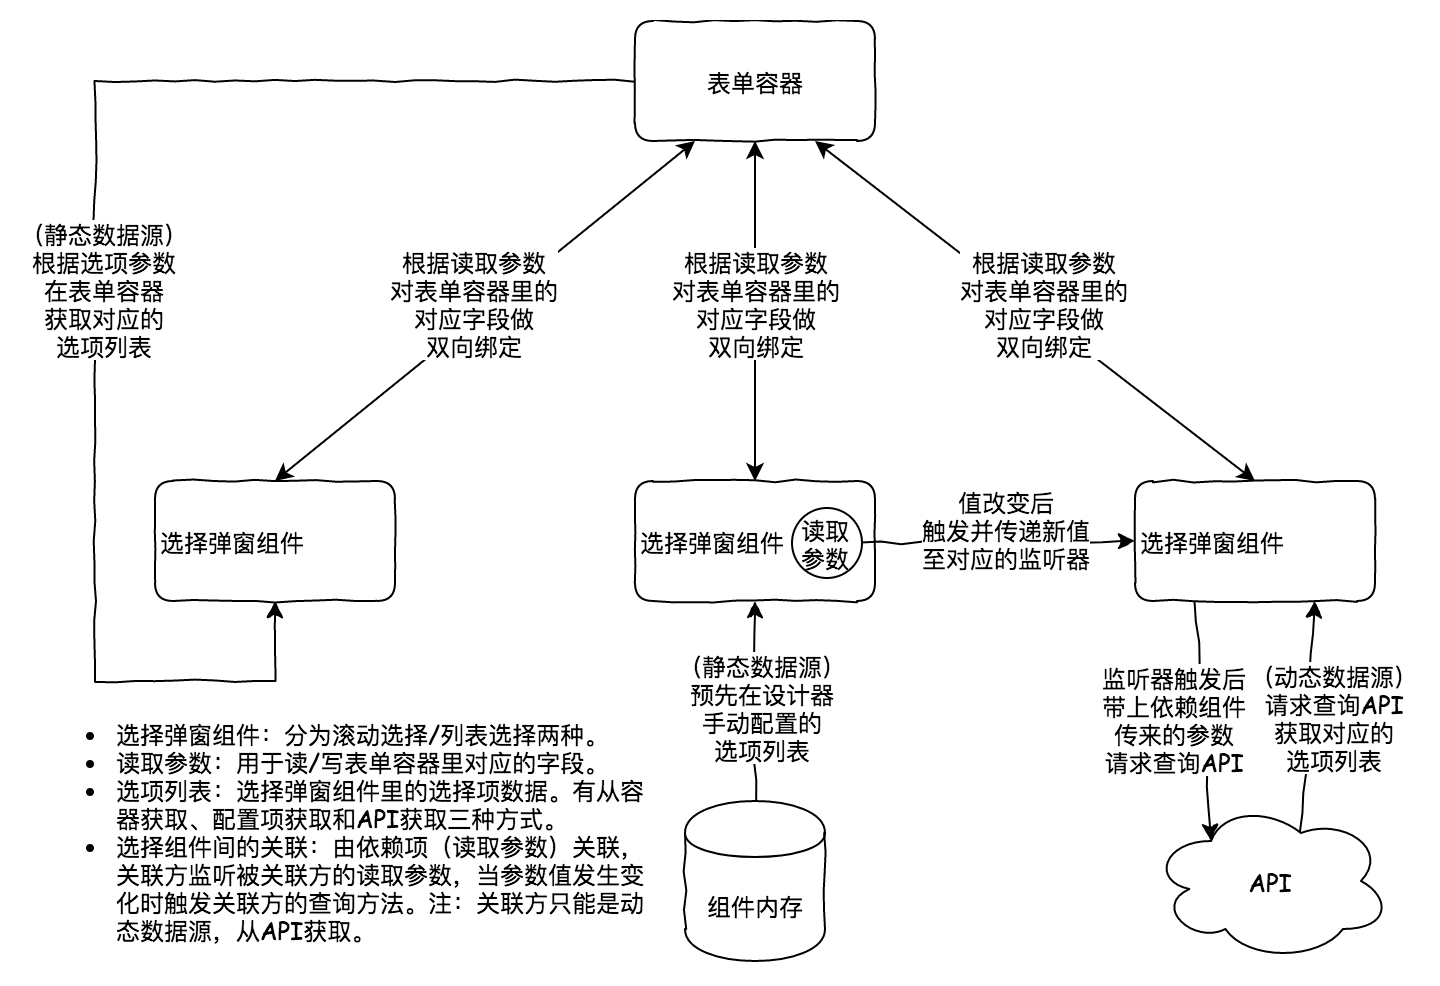 表单容器
（静态数据源）
根据选项参数
在表单容器
获取对应的
选项列表
根据读取参数
对表单容器里的
对应字段做
双向绑定
根据读取参数
对表单容器里的
对应字段做
双向绑定
根据读取参数
对表单容器里的
对应字段做
双向绑定
选择弹窗组件
选择弹窗组件
读取
参数
值改变后
触发并传递新值
至对应的监听器
选择弹窗组件
（静态数据源）
预先在设计器
手动配置的
选项列表
监听器触发后
带上依赖组件
传来的参数
请求查询API
（动态数据源）
请求查询API
获取对应的
选项列表
• 选择弹窗组件：分为滚动选择/列表选择两种。
• 读取参数：用于读/写表单容器里对应的字段。
• 选项列表：选择弹窗组件里的选择项数据。有从容
器获取、配置项获取和API获取三种方式。
• 选择组件间的关联：由依赖项（读取参数）关联，
关联方监听被关联方的读取参数，当参数值发生变
化时触发关联方的查询方法。注：关联方只能是动
态数据源，从API获取。
组件内存
API